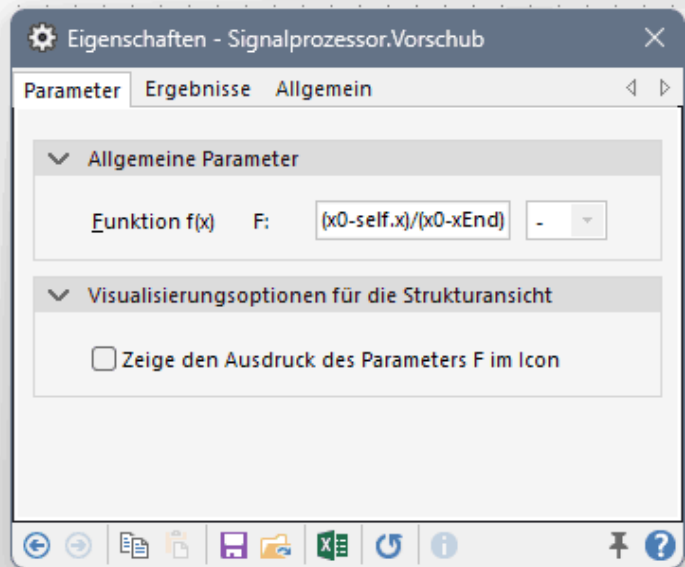 Eigenschaften - Signalprozessor.Vorschub
Parameter Ergebnisse Allgemein
Allgemeine Parameter
Funktion f(x) F: (x0-self.x)/(x0-xEnd) -
Visualisierungsoptionen für die Strukturansicht
Zeige den Ausdruck des Parameters F im Icon